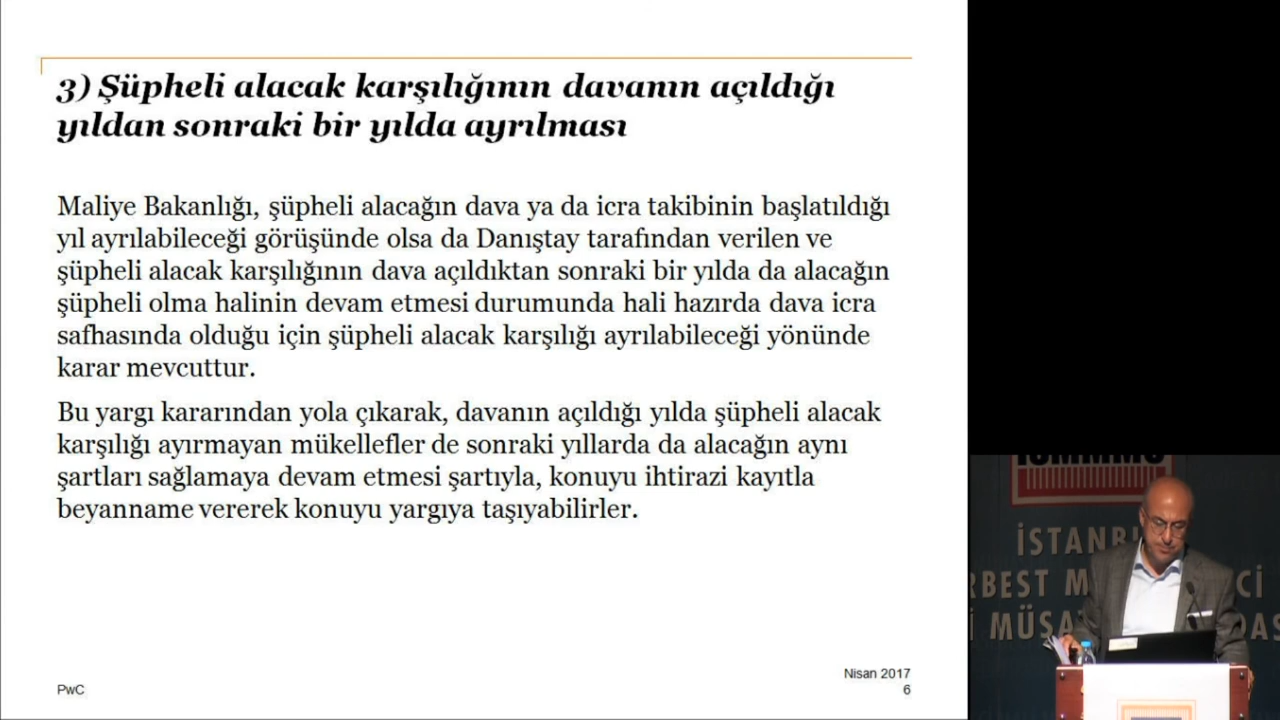 3) Şüpheli alacak karşılığının davanın açıldığı
yıldan sonraki bir yılda ayrılması
Maliye Bakanlığı, şüpheli alacağın dava ya da icra takibinin başlatıldığı
yıl ayrılabileceği görüşünde olsa da Danıştay tarafından verilen ve
şüpheli alacak karşılığının dava açıldıktan sonraki bir yılda da alacağın
şüpheli olma halinin devam etmesi durumunda hali hazırda dava icra
safhasında olduğu için şüpheli alacak karşılığı ayrılabileceği yönünde
karar mevcuttur.
Bu yargı kararından yola çıkarak, davanın açıldığı yılda şüpheli alacak
karşılığı ayırmayan mükellefler de sonraki yıllarda da alacağın aynı
şartları sağlamaya devam etmesi şartıyla, konuyu ihtirazi kayıtla
beyanname vererek konuyu yargıya taşıyabilirler.
PwC
Nisan 2017
6